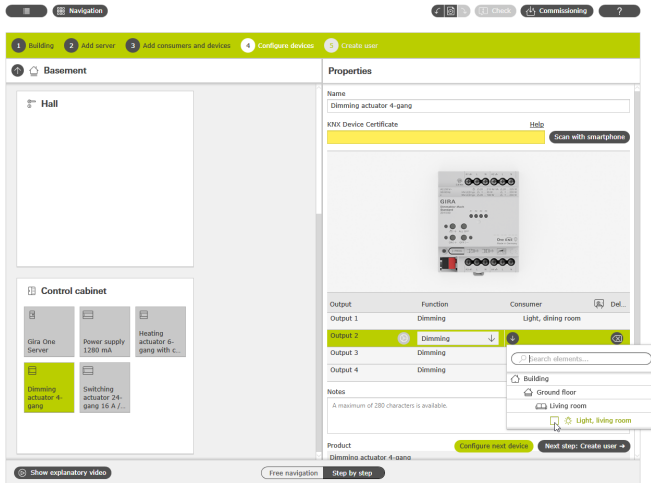 Navigation
Check
Commissioning
?
1 Building 2 Add server 3 Add consumers and devices 4 Configure devices 5 Create user
Basement
Properties
Hall
Name
Dimming actuator 4-gang
KNX Device Certificate
Help
Scan with smartphone
GIRA
Control cabinet
Gira One Server
Power supply 1280 mA
Heating actuator 6-gang with c...
Dimming actuator 4-gang
Switching actuator 24-gang 16 A /...
Output Function Consumer Del...
Output 1 Dimming Light, dining room
Output 2 Dimming
Output 3 Dimming
Output 4 Dimming
Search elements...
Building
Ground floor
Living room
Light, living room
Notes
A maximum of 280 characters is available.
Product
Configure next device
Next step: Create user
Dimming actuator 4-gang
Show explanatory video
Free navigation
Step by step